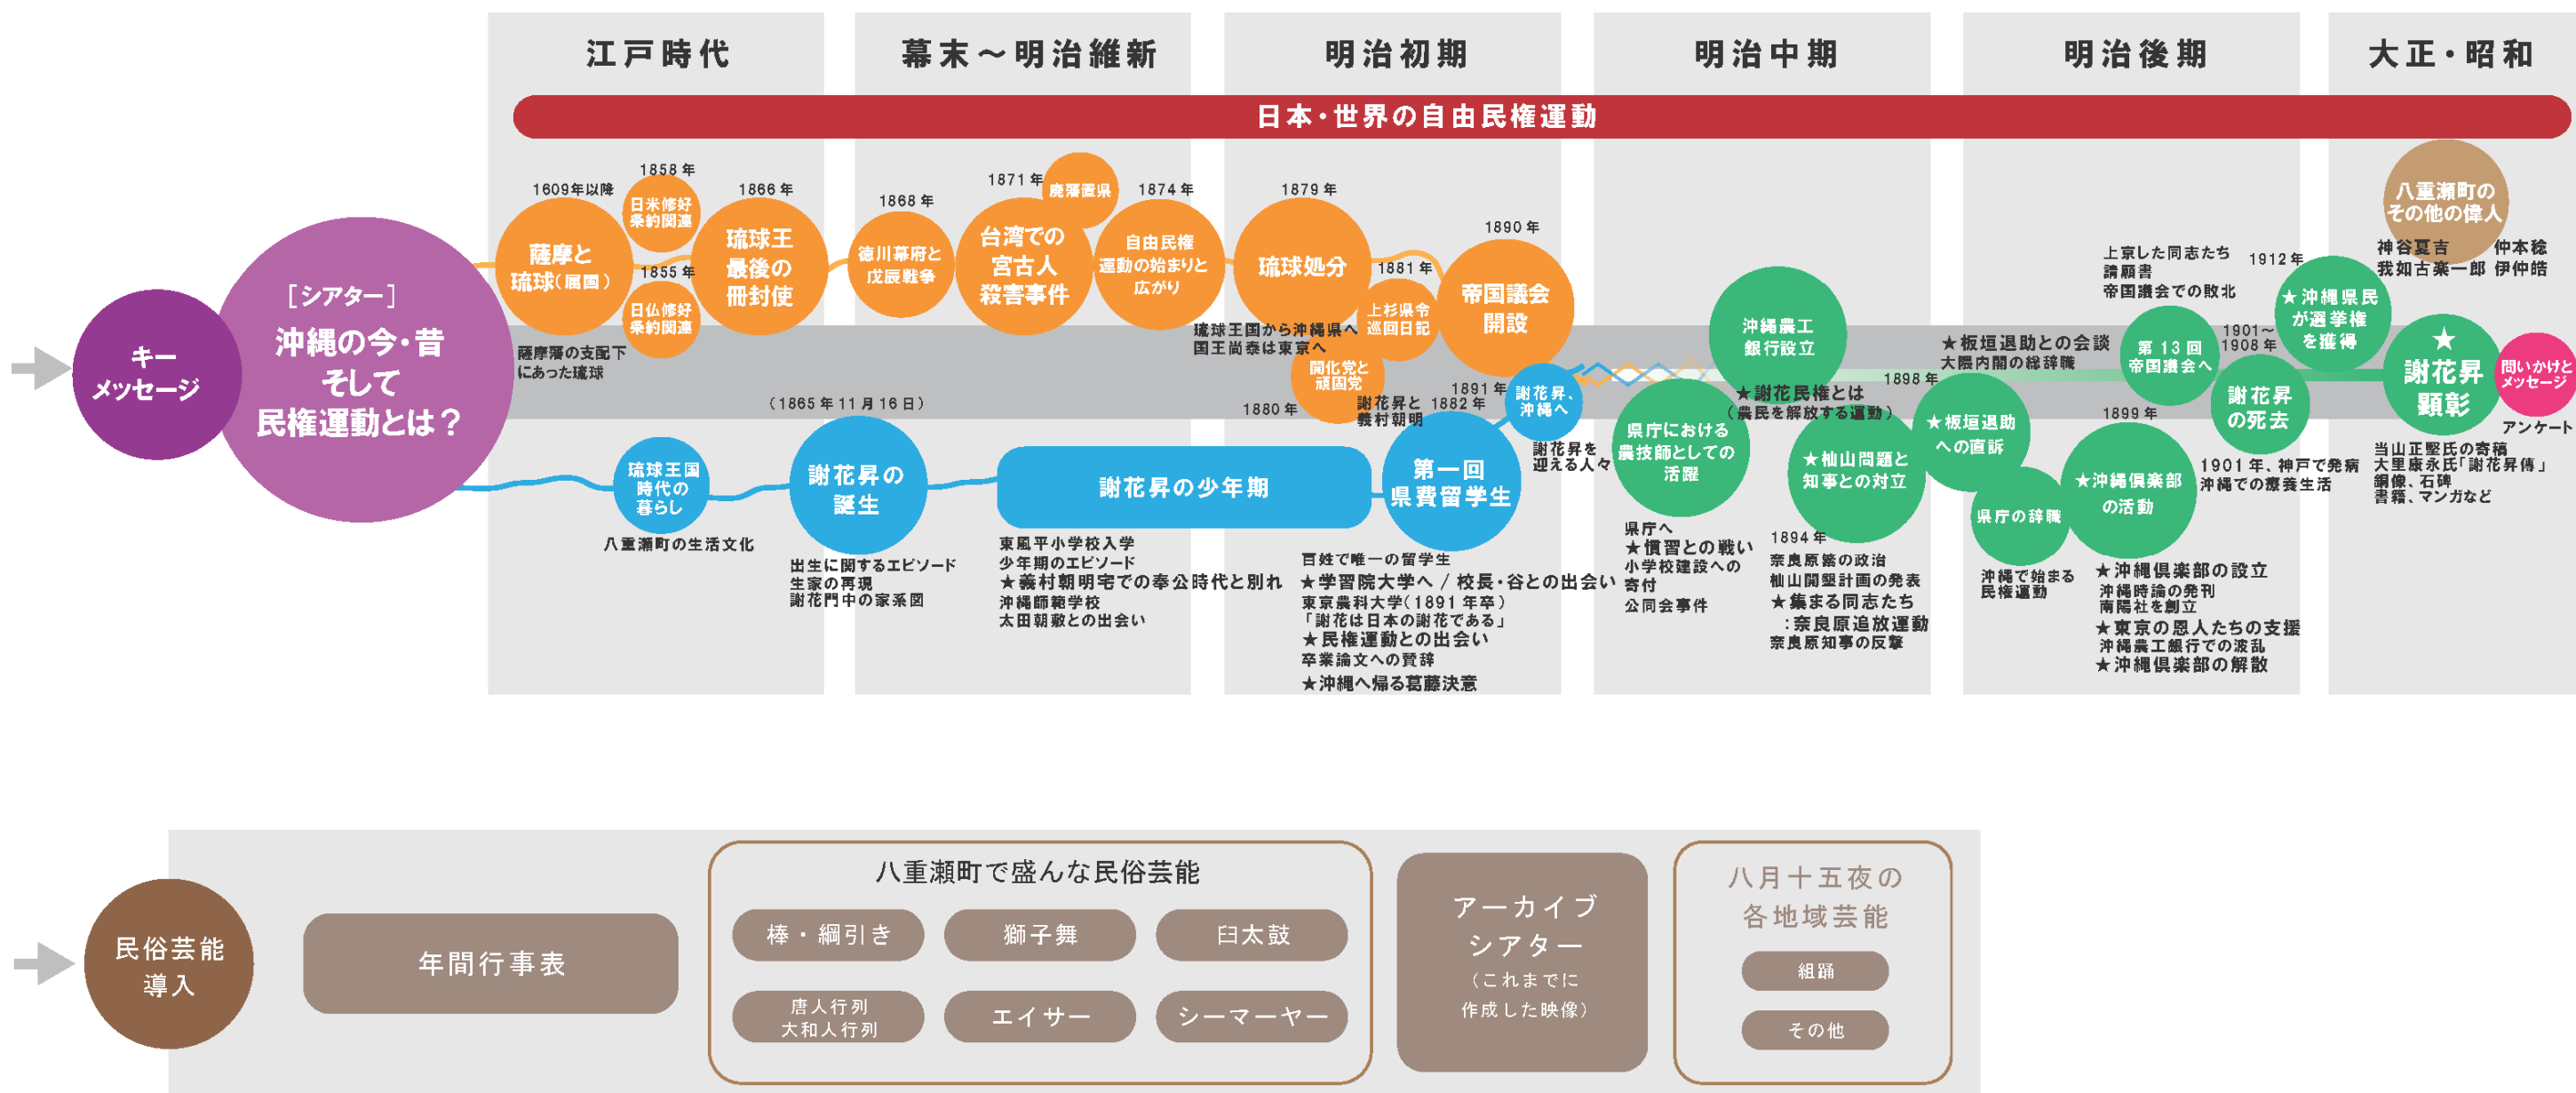 江戸時代
幕末～明治維新
明治初期
明治中期
明治後期
大正・昭和
日本・世界の自由民権運動
キー
メッセージ
［シアター］
沖縄の今・昔
そして
民権運動とは？
1609年以降
薩摩と
琉球（属国）
薩摩藩の支配下
にあった琉球
1858年
日米修好
条約関連
1855年
日仏修好
条約関連
1866年
琉球王
最後の
冊封使
1868年
徳川幕府と
戊辰戦争
1871年
廃藩置県
台湾での
宮古人
殺害事件
1874年
自由民権
運動の始まりと
広がり
1879年
琉球処分
琉球王国から沖縄県へ
国王尚泰は東京へ
1881年
上杉県令
巡回日記
1890年
帝国議会
開設
開化党と
頑固党
1880年
謝花昇と
義村朝明
琉球王国
時代の
暮らし
八重瀬町の生活文化
（1865年11月16日）
謝花昇の
誕生
出生に関するエピソード
生家の再現
謝花門中の家系図
謝花昇の少年期
東風平小学校入学
少年期のエピソード
★義村朝明宅での奉公時代と別れ
沖縄師範学校
太田朝敷との出会い
1882年
第一回
県費留学生
百姓で唯一の留学生
★学習院大学へ / 校長・谷との出会い
東京農科大学（1891年卒）
「謝花は日本の謝花である」
★民権運動との出会い
卒業論文への賛辞
★沖縄へ帰る葛藤決意
1891年
謝花昇、
沖縄へ
謝花昇を
迎える人々
沖縄農工
銀行設立
★謝花民権とは
（農民を解放する運動）
県庁における
農技師としての
活躍
県庁へ
★慣習との戦い
小学校建設への
寄付
公同会事件
★杣山問題と
知事との対立
1894年
奈良原繁の政治
杣山開墾計画の発表
★集まる同志たち
：奈良原追放運動
奈良原知事の反撃
1898年
★板垣退助との会談
大隈内閣の総辞職
★板垣退助
への直訴
県庁の辞職
沖縄で始まる
民権運動
上京した同志たち
請願書
帝国議会での敗北
第13回
帝国議会へ
1899年
★沖縄倶楽部
の活動
★沖縄倶楽部の設立
沖縄時論の発刊
南陽社を創立
★東京の恩人たちの支援
沖縄農工銀行での波乱
★沖縄倶楽部の解散
1901～
1908年
謝花昇
の死去
1901年、神戸で発病
沖縄での療養生活
1912年
★沖縄県民
が選挙権
を獲得
八重瀬町の
その他の偉人
神谷夏吉　仲本稔
我如古楽一郎 伊仲皓
★
謝花昇
顕彰
当山正堅氏の寄稿
大里康永氏「謝花昇傳」
銅像、石碑
書籍、マンガなど
問いかけと
メッセージ
アンケート
民俗芸能
導入
年間行事表
八重瀬町で盛んな民俗芸能
棒・綱引き
獅子舞
臼太鼓
唐人行列
大和人行列
エイサー
シーマーヤー
アーカイブ
シアター
（これまでに
作成した映像）
八月十五夜の
各地域芸能
組踊
その他